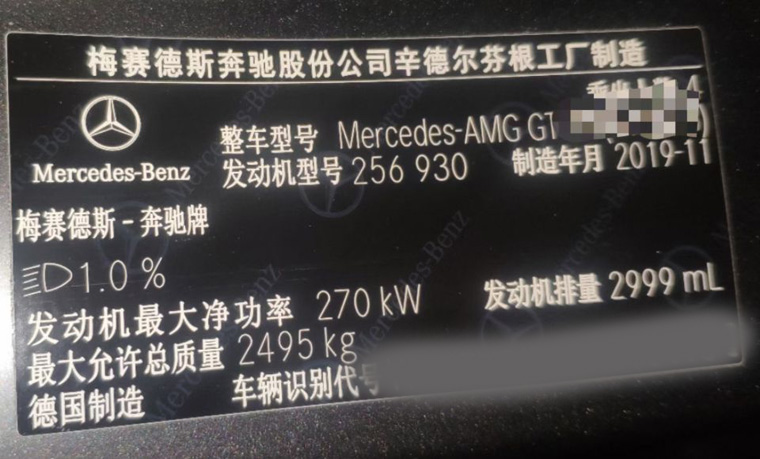 梅赛德斯奔驰股份公司辛德尔芬根工厂制造
4
Mercedes-Benz
整车型号 Mercedes-AMG GT
发动机型号 256 930
制造年月 2019-11
梅赛德斯-奔驰牌
1.0 %
发动机最大净功率 270 kW
发动机排量 2999 mL
最大允许总质量 2495 kg
车辆识别代号
德国制造